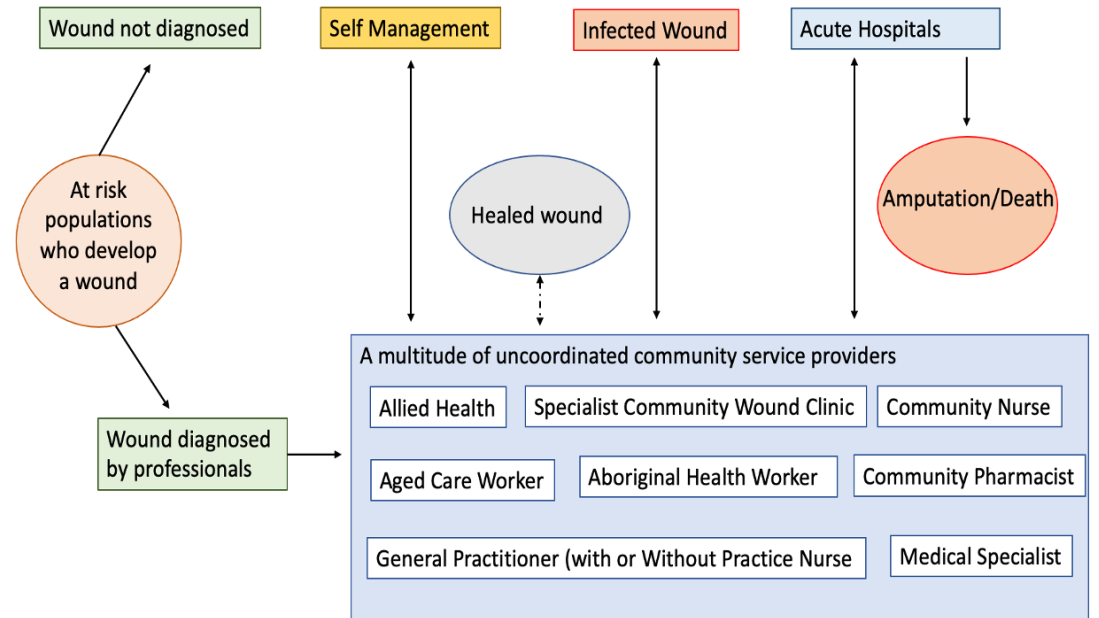 Wound not diagnosed
Self Management
Infected Wound
Acute Hospitals
At risk
populations
who develop
a wound
Healed wound
Amputation/Death
Wound diagnosed
by professionals
A multitude of uncoordinated community service providers
Allied Health
Specialist Community Wound Clinic
Community Nurse
Aged Care Worker
Aboriginal Health Worker
Community Pharmacist
General Practitioner (with or Without Practice Nurse
Medical Specialist